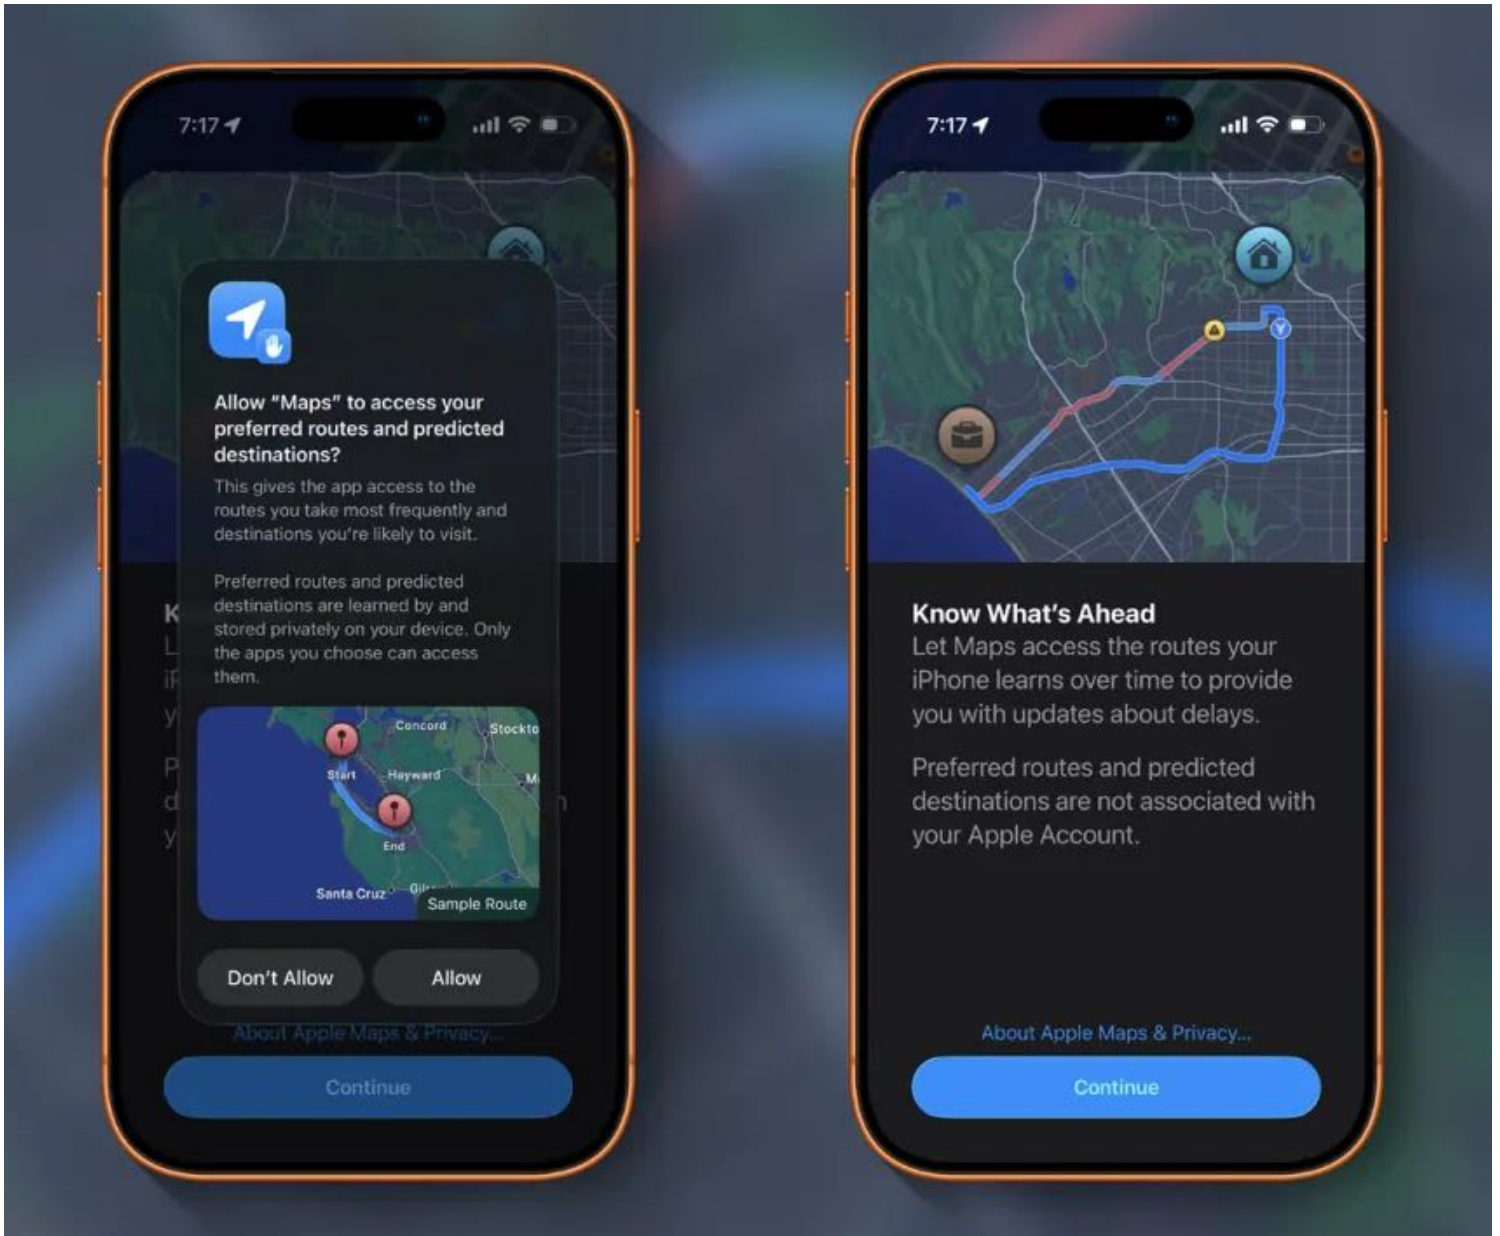 7:17
Allow “Maps” to access your
preferred routes and predicted
destinations?
This gives the app access to the
routes you take most frequently and
destinations you're likely to visit.
Preferred routes and predicted
destinations are learned by and
stored privately on your device. Only
the apps you choose can access
them.
Concord
Stockto
Start
Hayward
M
End
Santa Cruz
Gil
Sample Route
Don't Allow
Allow
About Apple Maps & Privacy...
Continue
7:17
Know What's Ahead
Let Maps access the routes your
iPhone learns over time to provide
you with updates about delays.
Preferred routes and predicted
destinations are not associated with
your Apple Account.
About Apple Maps & Privacy...
Continue